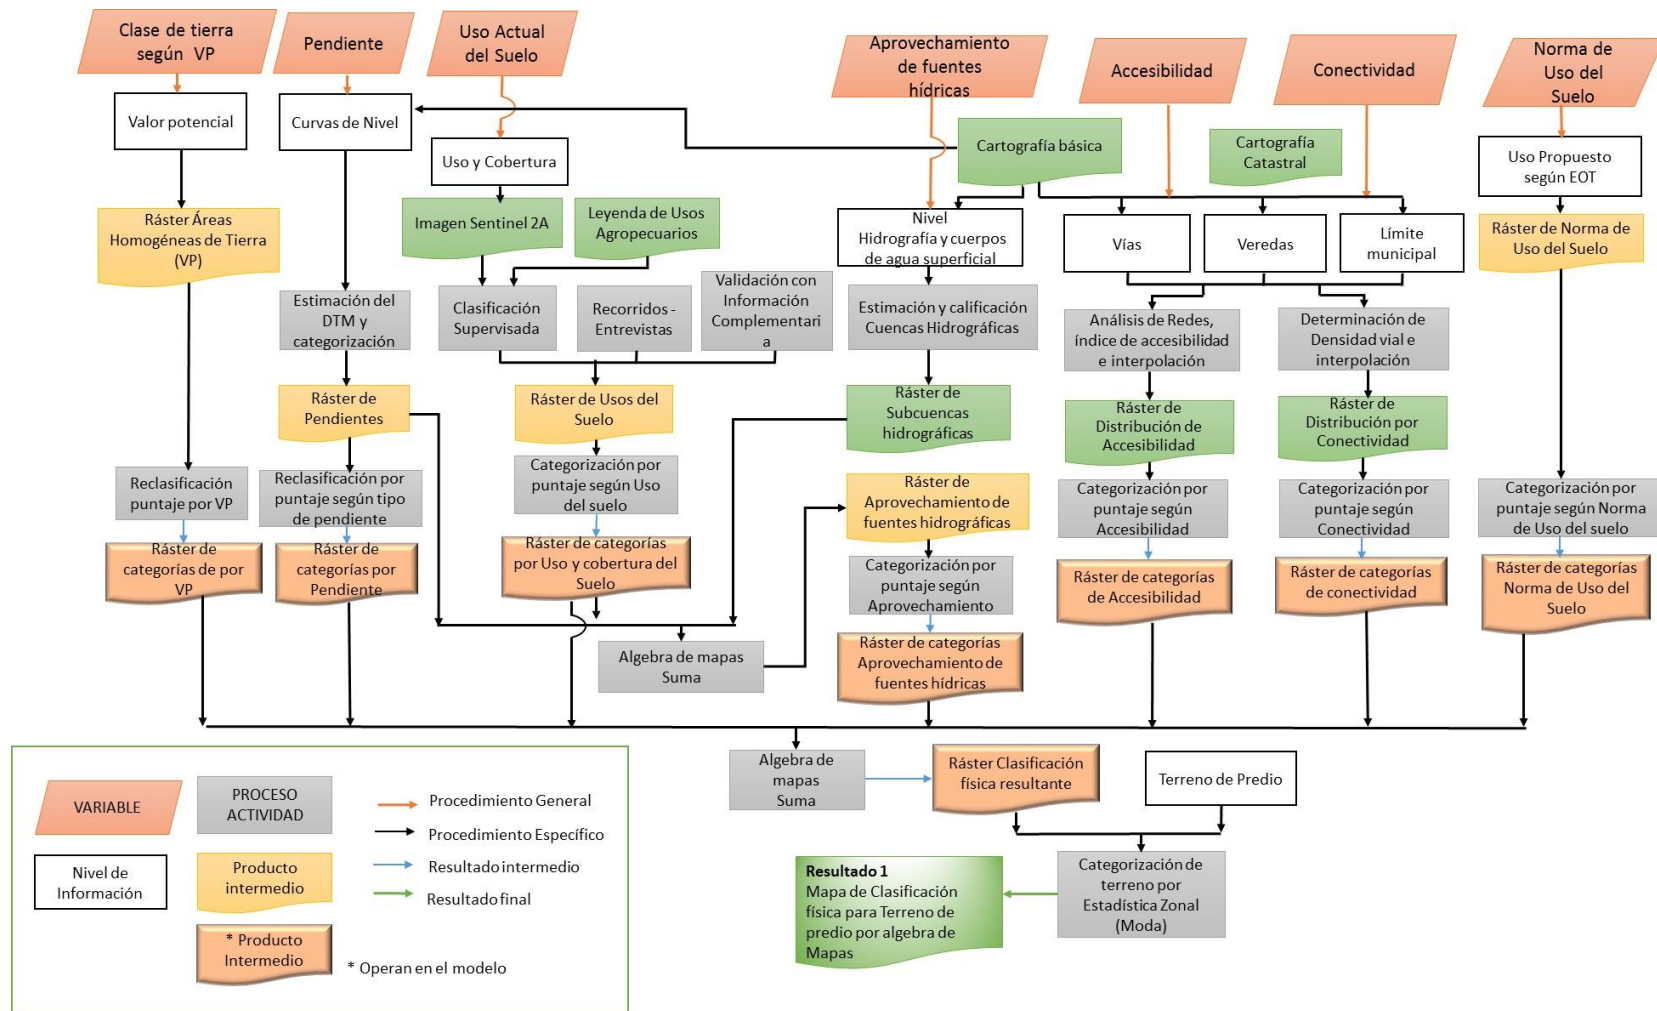 Clase de tierra
según VP
Pendiente
Uso Actual
del Suelo
Aprovechamiento
de fuentes
hídricas
Accesibilidad
Conectividad
Norma de
Uso del
Suelo
Valor potencial
Curvas de Nivel
Uso y Cobertura
Cartografía básica
Cartografía
Catastral
Uso Propuesto
según EOT
Ráster Áreas
Homogéneas de Tierra
(VP)
Imagen Sentinel 2A
Leyenda de Usos
Agropecuarios
Nivel
Hidrografía y cuerpos
de agua superficial
Vías
Veredas
Límite
municipal
Ráster de Norma de
Uso del Suelo
Estimación del
DTM y
categorización
Clasificación
Supervisada
Recorridos -
Entrevistas
Validación con
Información
Complementari
a
Estimación y calificación
Cuencas Hidrográficas
Análisis de Redes,
índice de accesibilidad
e interpolación
Determinación de
Densidad vial e
interpolación
Ráster de
Pendientes
Ráster de Usos del
Suelo
Ráster de
Subcuencas
hidrográficas
Ráster de
Distribución de
Accesibilidad
Ráster de
Distribución por
Conectividad
Reclasificación
puntaje por VP
Reclasificación por
puntaje según tipo
de pendiente
Categorización por
puntaje según Uso
del suelo
Ráster de
Aprovechamiento de
fuentes hidrográficas
Categorización por
puntaje según
Accesibilidad
Categorización por
puntaje según
Conectividad
Categorización por
puntaje según Norma
de Uso del suelo
Ráster de
categorías de por
VP
Ráster de
categorías por
Pendiente
Ráster de categorías
por Uso y cobertura del
Suelo
Categorización por
puntaje según
Aprovechamiento
Ráster de categorías
de Accesibilidad
Ráster de categorías
de conectividad
Ráster de categorías
Norma de Uso del
Suelo
Algebra de mapas
Suma
Ráster de categorías
Aprovechamiento de
fuentes hídricas
Algebra de
mapas
Suma
Ráster Clasificación
física resultante
Terreno de Predio
Categorización de
terreno por
Estadística Zonal
(Moda)
Resultado 1
Mapa de Clasificación
física para Terreno de
predio por algebra de
Mapas
VARIABLE
PROCESO
ACTIVIDAD
Procedimiento General
Procedimiento Específico
Nivel de
Información
Producto
intermedio
Resultado intermedio
Resultado final
* Producto
Intermedio
* Operan en el modelo